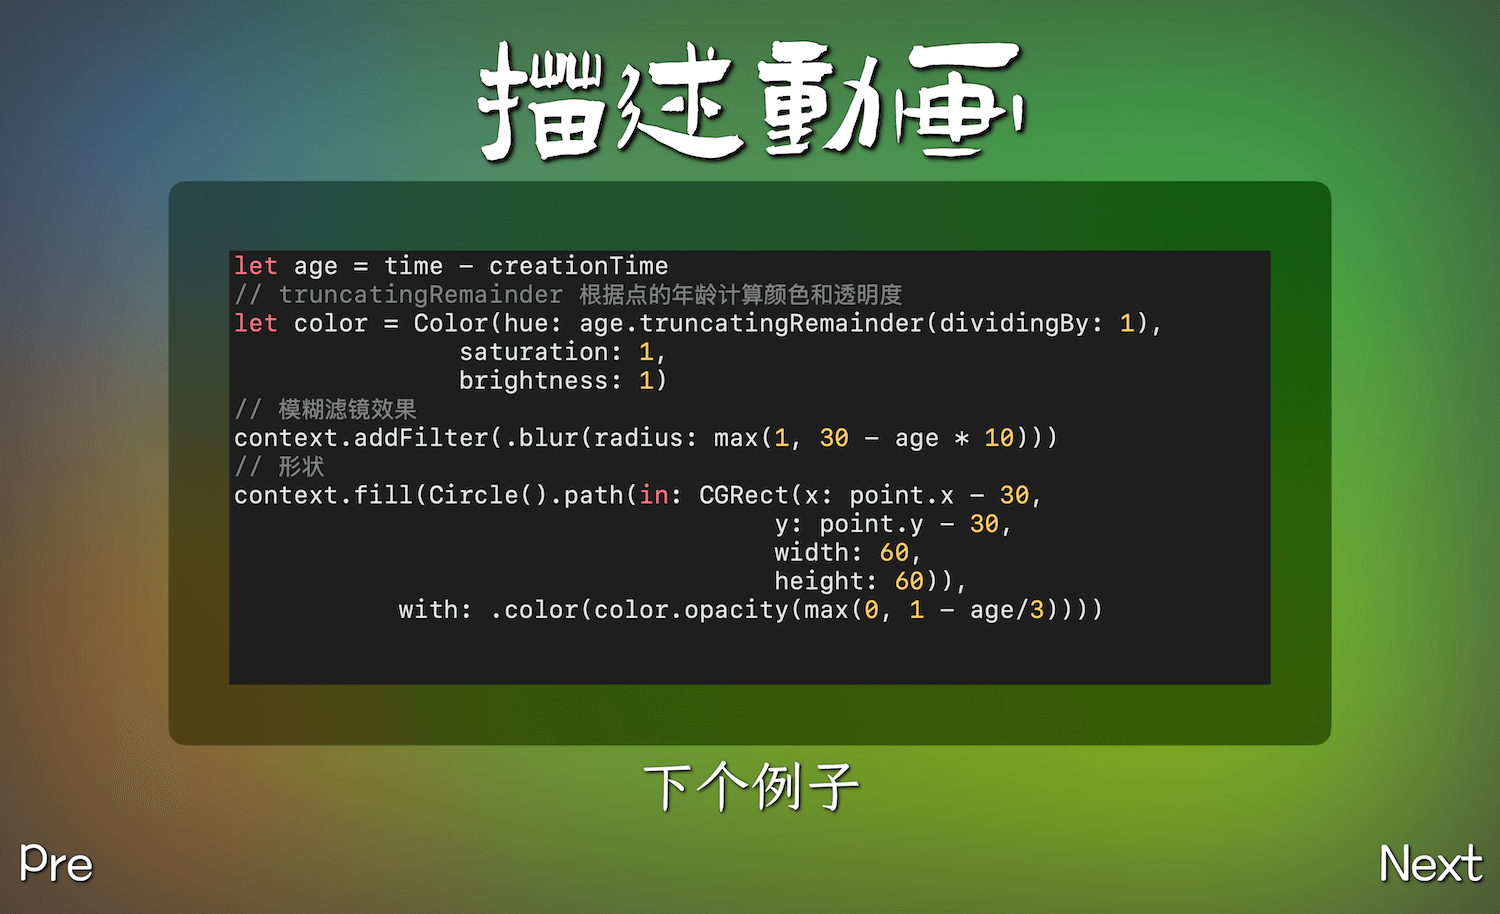 描述動画
let age = time - creationTime
// truncatingRemainder 根据点的年龄计算颜色和透明度
let color = Color(hue: age.truncatingRemainder(dividingBy: 1),
saturation: 1,
brightness: 1)
// 模糊滤镜效果
context.addFilter(.blur(radius: max(1, 30 - age * 10)))
// 形状
context.fill(Circle().path(in: CGRect(x: point.x - 30,
y: point.y - 30,
width: 60,
height: 60)),
with: .color(color.opacity(max(0, 1 - age/3))))
下个例子
Pre
Next